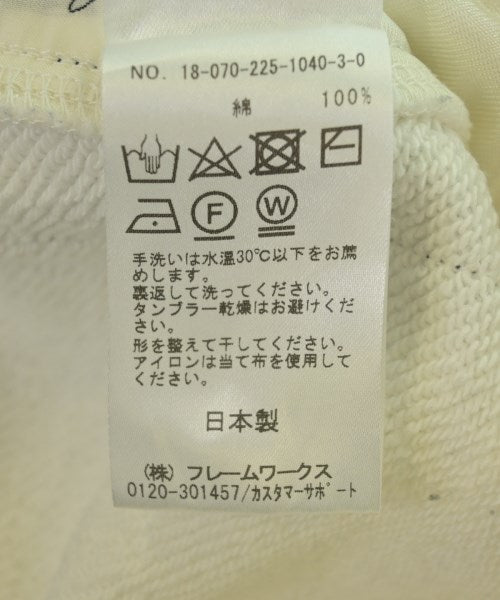 NO. 18-070-225-1040-3-0
綿 100%
F W
手洗いは水温30℃以下をお薦
めします。
裏返して洗ってください。
タンブラー乾燥はお避けくだ
さい。
形を整えて干してください。
アイロンは当て布を使用して
ください。
日本製
(株) フレームワークス
0120-301457/カスタマーサポート